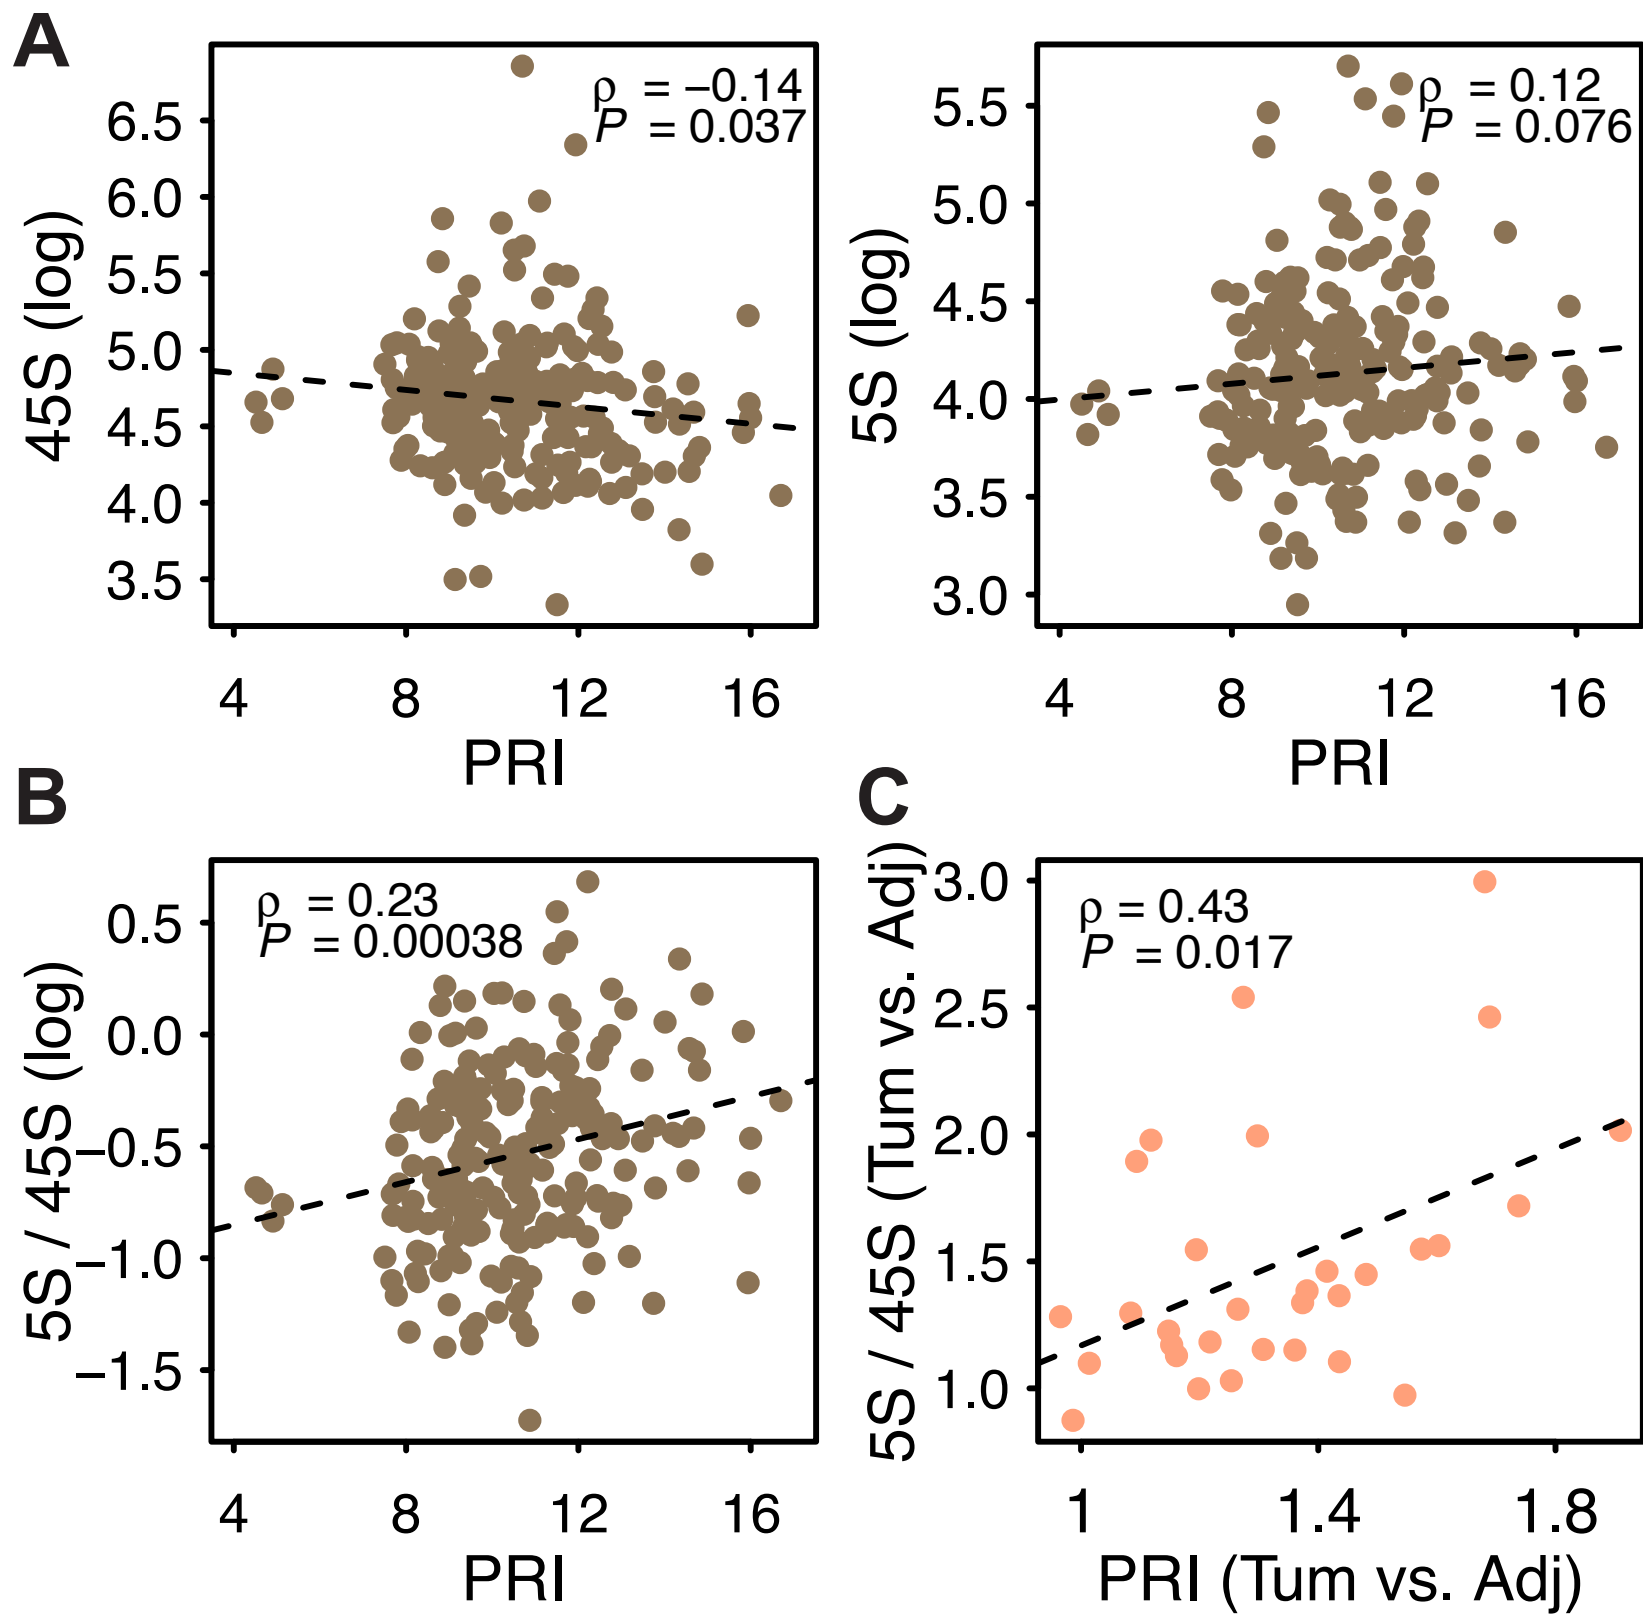 A
45S (log)
6.5
6.0
5.5
5.0
4.5
4.0
3.5
ρ = −0.14
P = 0.037
4 8 12 16
PRI
5S (log)
5.5
5.0
4.5
4.0
3.5
3.0
ρ = 0.12
P = 0.076
4 8 12 16
PRI
B
5S / 45S (log)
0.5
0.0
−0.5
−1.0
−1.5
ρ = 0.23
P = 0.00038
4 8 12 16
PRI
C
5S / 45S (Tum vs. Adj)
3.0
2.5
2.0
1.5
1.0
ρ = 0.43
P = 0.017
1 1.4 1.8
PRI (Tum vs. Adj)